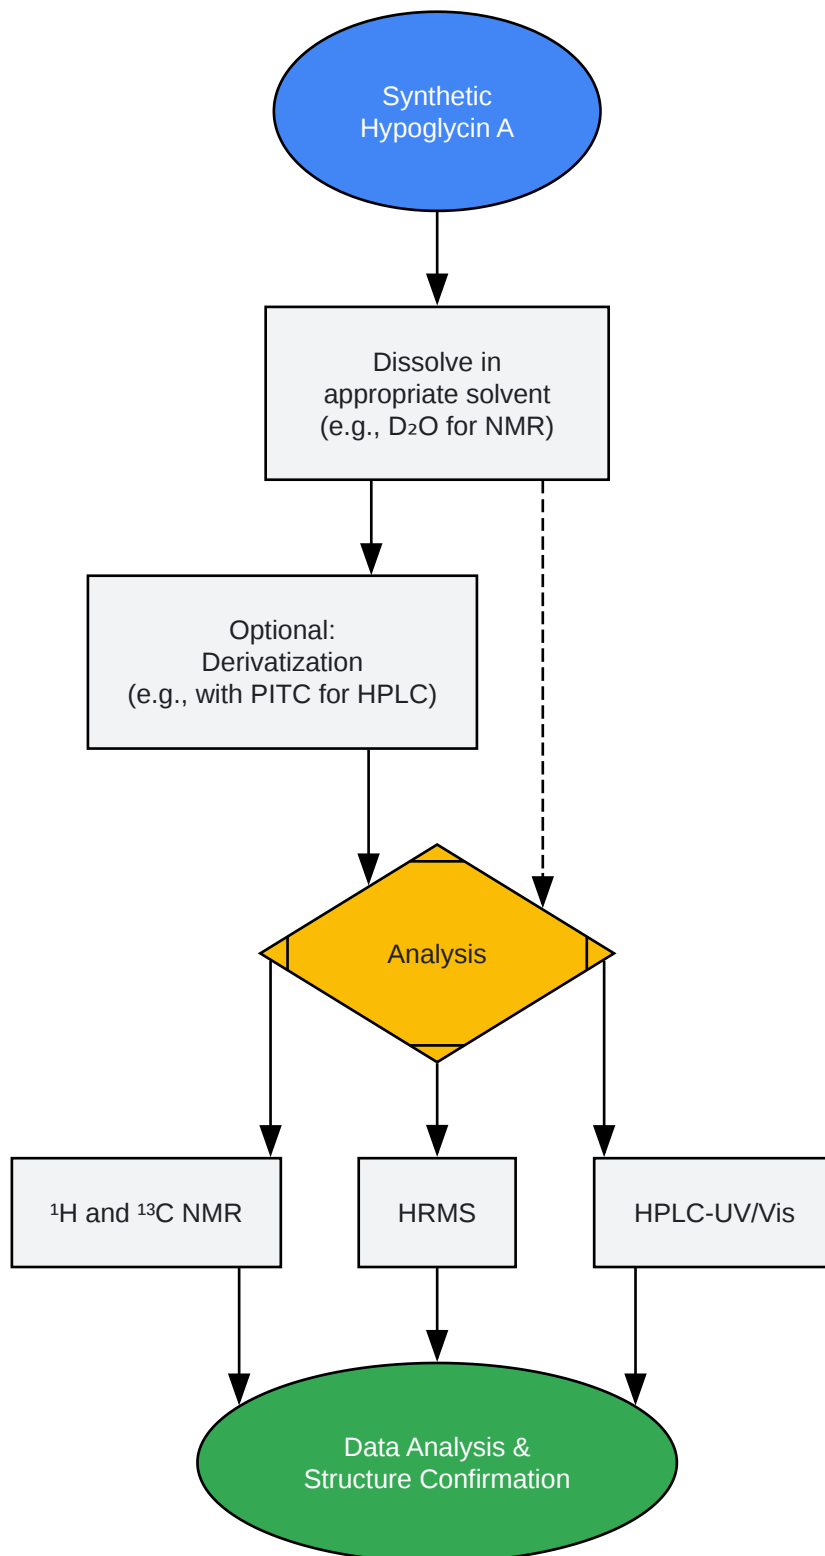 Synthetic
Hypoglycin A
Dissolve in
appropriate solvent
(e.g., D₂O for NMR)
Optional:
Derivatization
(e.g., with PITC for HPLC)
Analysis
¹H and ¹³C NMR
HRMS
HPLC-UV/Vis
Data Analysis &
Structure Confirmation